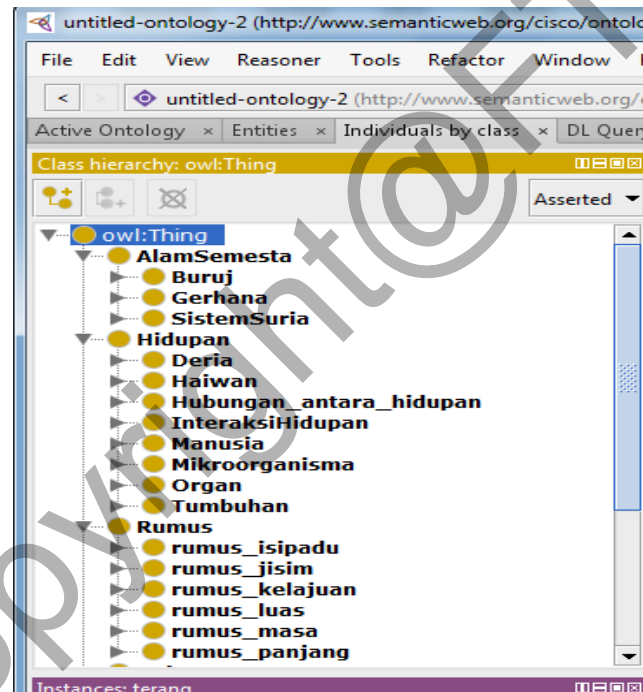 untitled-ontology-2 (http://www.semanticweb.org/cisco/ontolo
File Edit View Reasoner Tools Refactor Window
< > untitled-ontology-2 (http://www.semanticweb.org/
Active Ontology × Entities × Individuals by class × DL Query
Class hierarchy: owl:Thing
Asserted
owl:Thing
AlamSemesta
Buruj
Gerhana
SistemSuria
Hidupan
Deria
Haiwan
Hubungan_antara_hidupan
InteraksiHidupan
Manusia
Mikroorganisma
Organ
Tumbuhan
Rumus
rumus_isipadu
rumus_jisim
rumus_kelajuan
rumus_luas
rumus_masa
rumus_panjang
Instances: terang
Copyright@FT